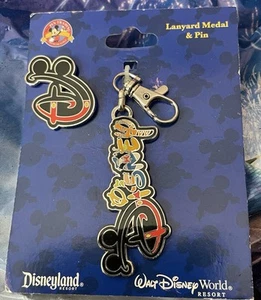 Lanyard Medal
& Pin
D
DISNEY
Disneyland
RESORT
WALT DISNEY World
RESORT